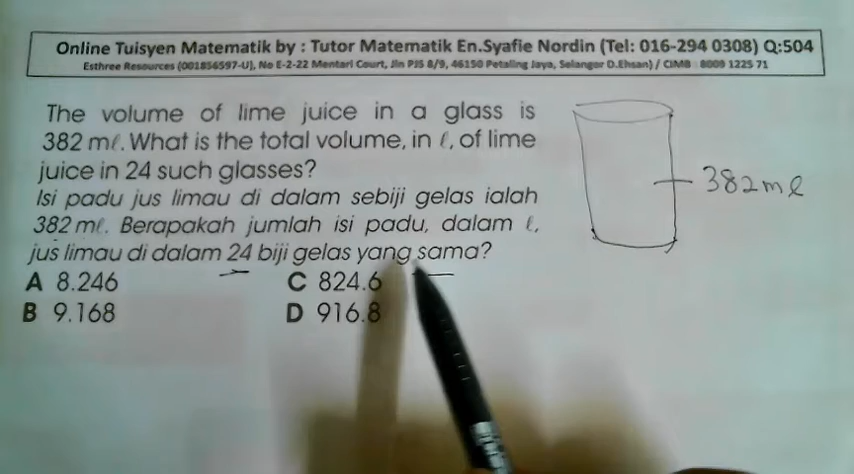 Online Tuisyen Matematik by : Tutor Matematik En.Syafie Nordin (Tel: 016-294 0308) Q:504
Esthree Resources (001856597-U), No E-2-22 Mentari Court, Jln PJS 8/9, 46150 Petaling Jaya, Selangor D.Ehsan) / CIMB : 8009 1225 71
The volume of lime juice in a glass is
382 mℓ. What is the total volume, in ℓ, of lime
juice in 24 such glasses?
Isi padu jus limau di dalam sebiji gelas ialah
382 mℓ. Berapakah jumlah isi padu, dalam ℓ,
jus limau di dalam 24 biji gelas yang sama?
A 8.246 C 824.6
B 9.168 D 916.8
382mℓ